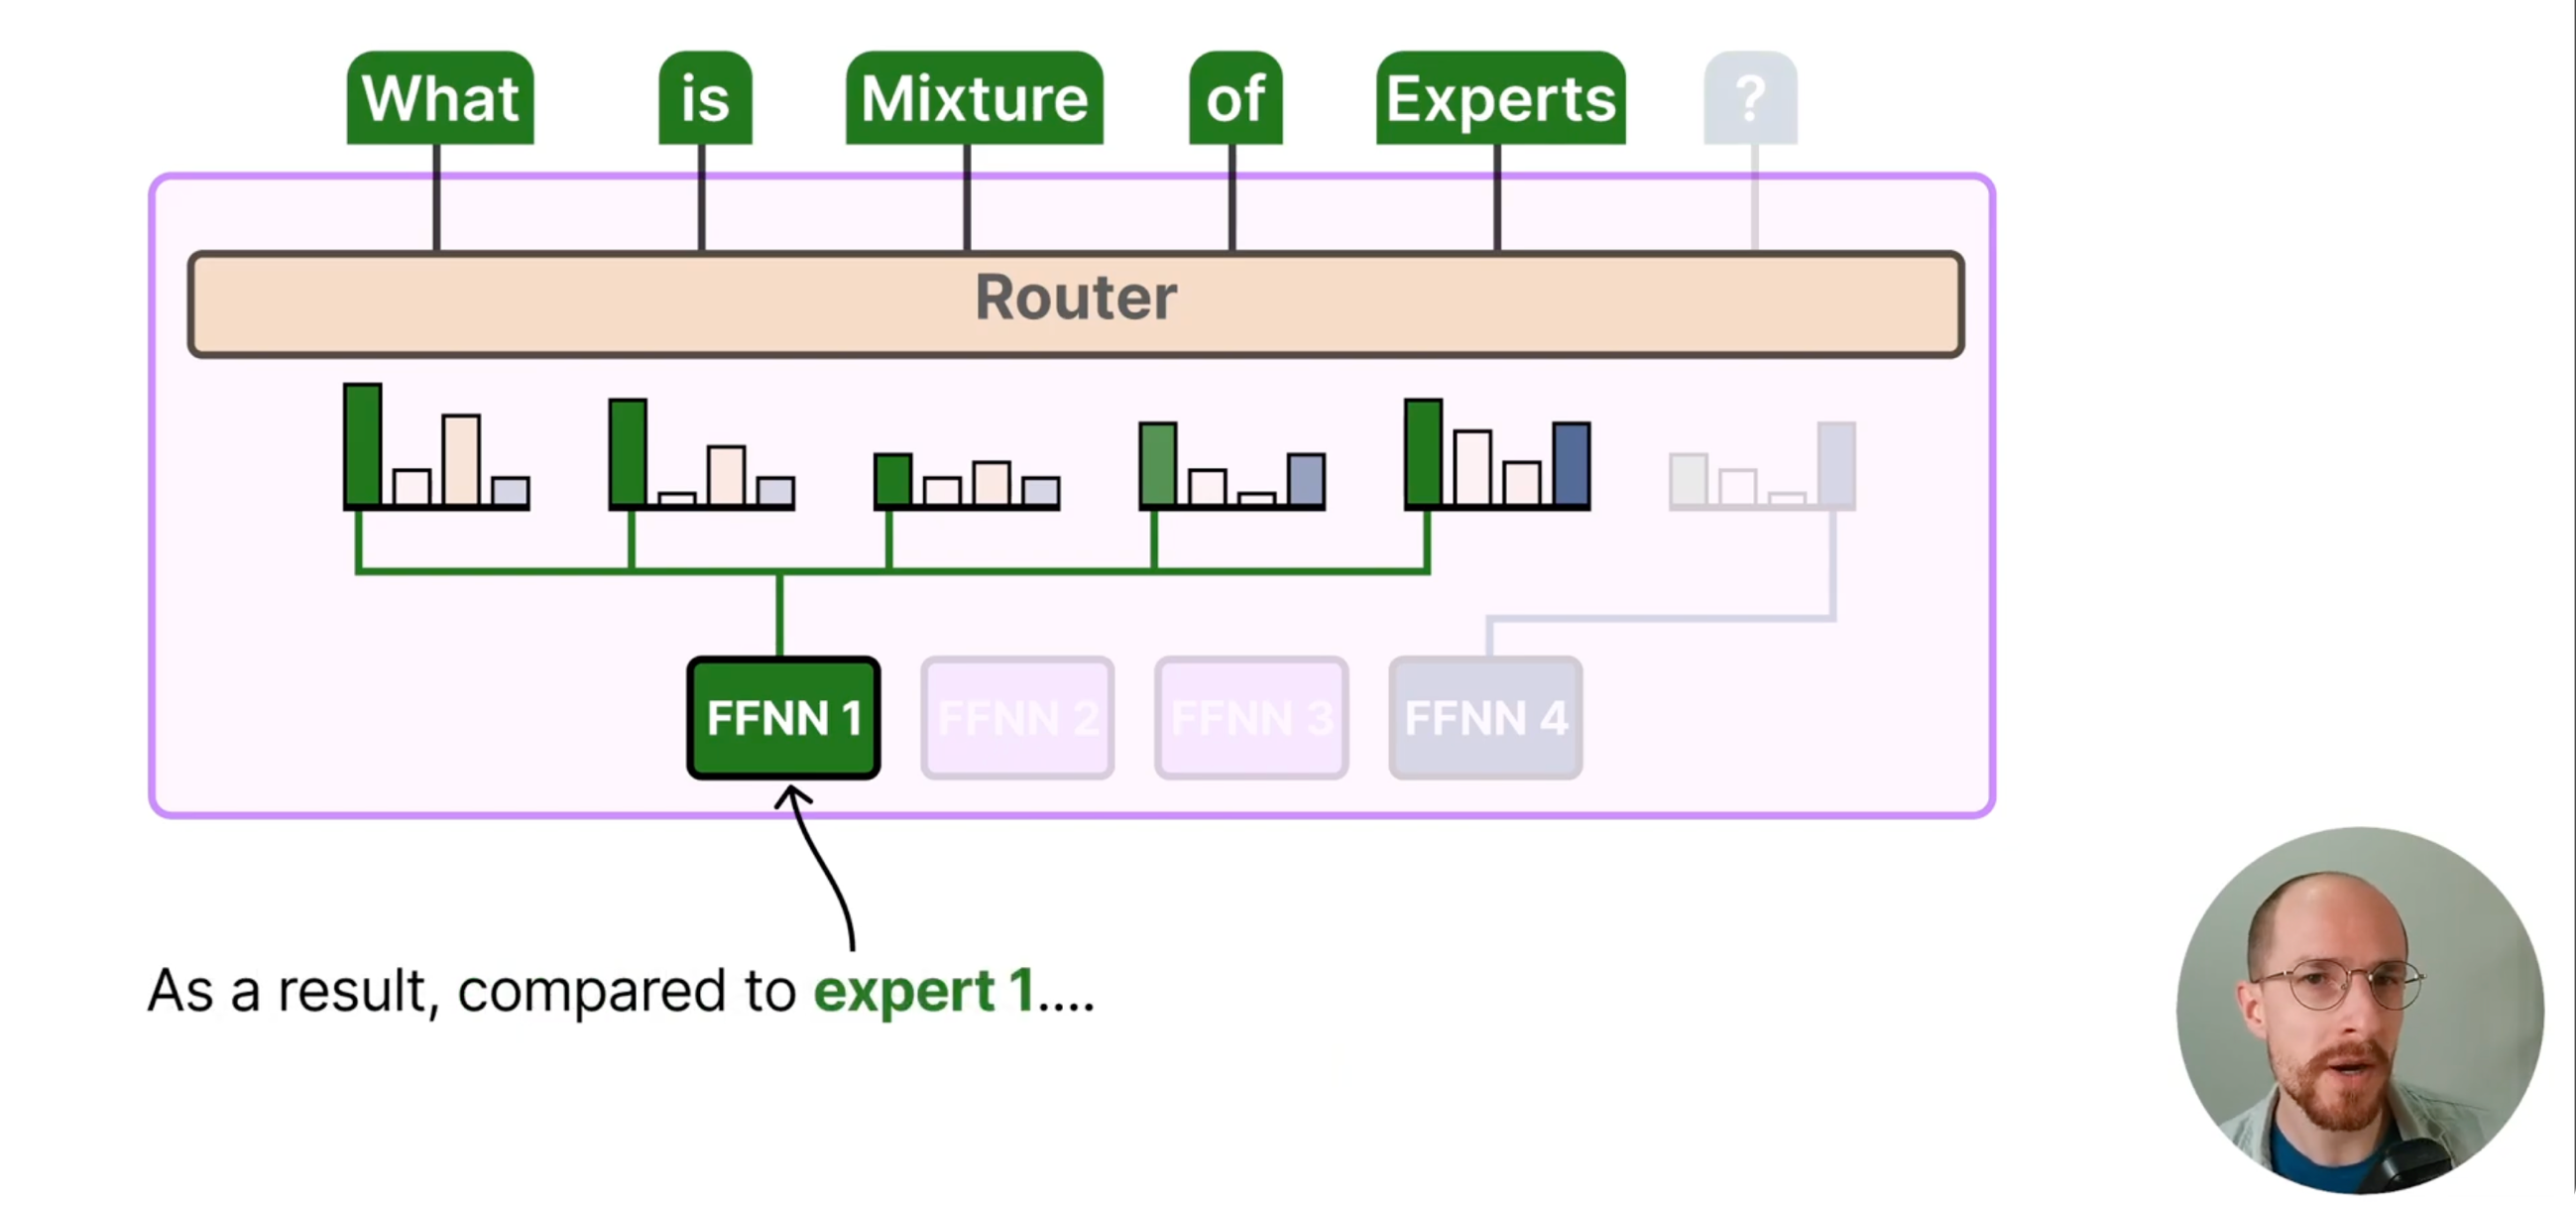 What is Mixture of Experts ?
Router
FFNN 1 FFNN 2 FFNN 3 FFNN 4
As a result, compared to expert 1....